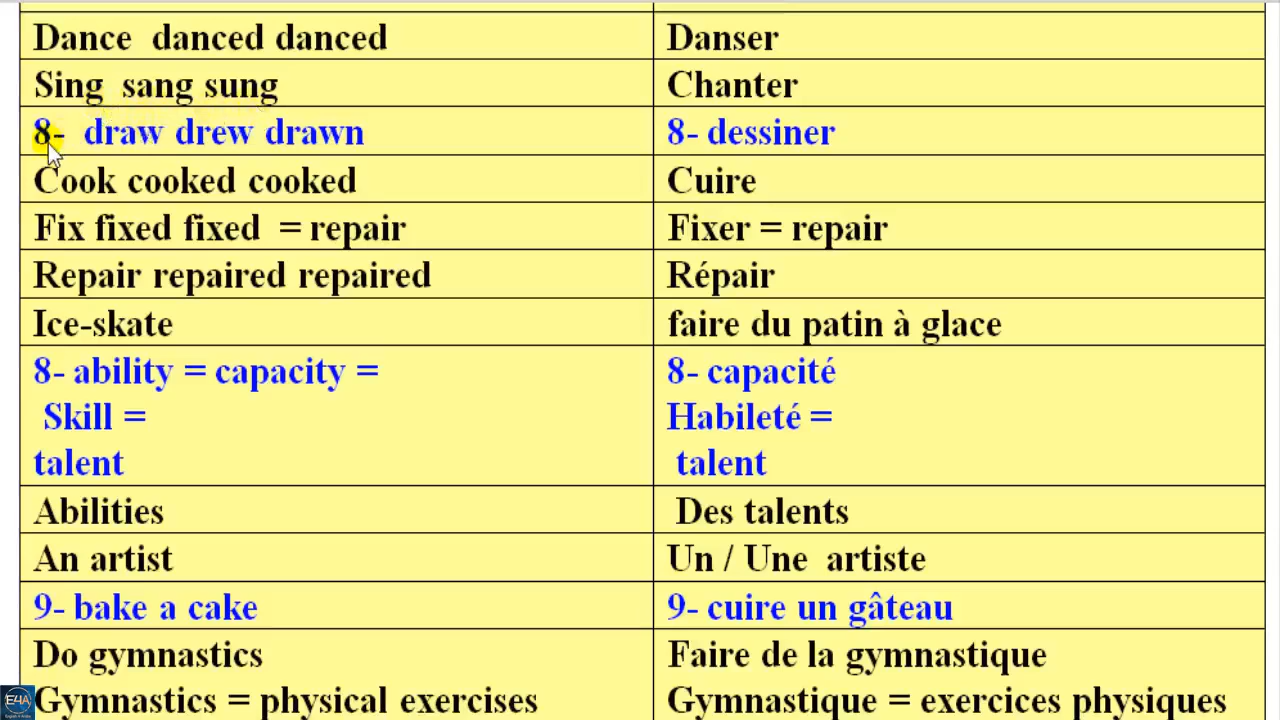 Dance danced danced
Danser
Sing sang sung
Chanter
8- draw drew drawn
8- dessiner
Cook cooked cooked
Cuire
Fix fixed fixed = repair
Fixer = repair
Repair repaired repaired
Répair
Ice-skate
faire du patin à glace
8- ability = capacity =
Skill =
talent
8- capacité
Habileté =
talent
Abilities
Des talents
An artist
Un / Une artiste
9- bake a cake
9- cuire un gâteau
Do gymnastics
Gymnastics = physical exercises
Faire de la gymnastique
Gymnastique = exercices physiques
E4A